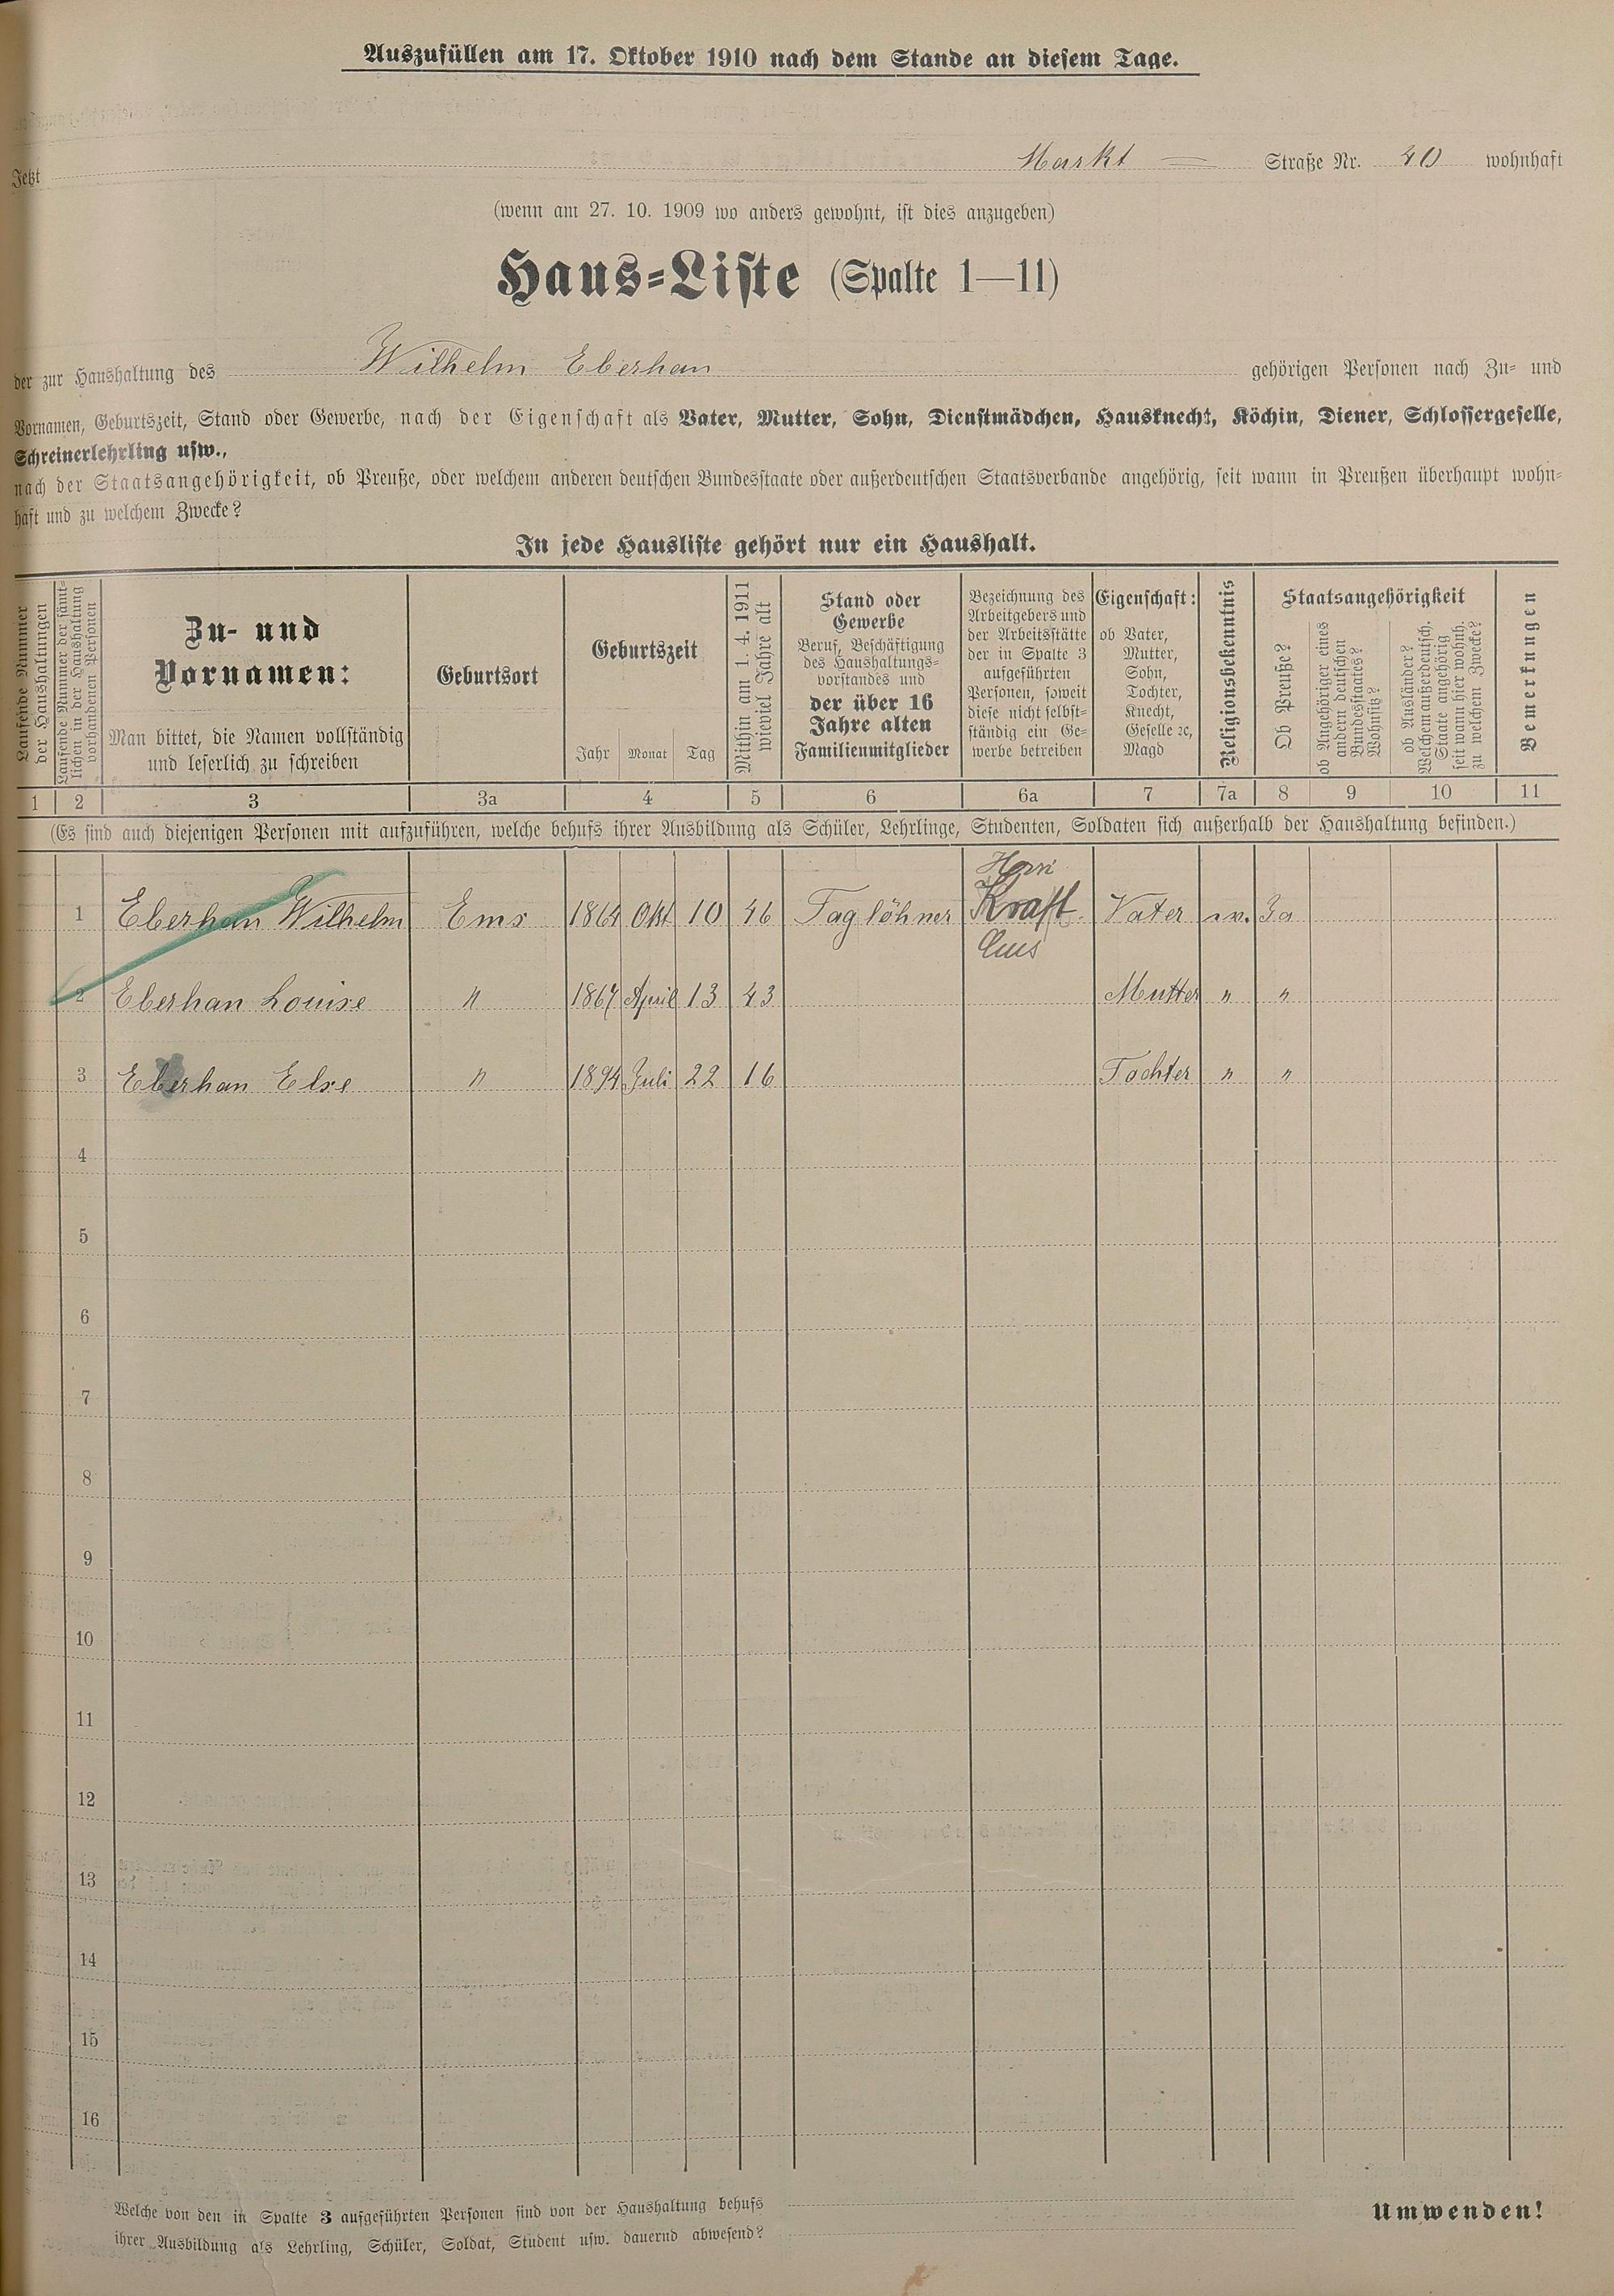 Auszufüllen am 17. Oktober 1910 nach dem Stande an diesem Tage.
Jetzt Markt Straße Nr. 40 wohnhaft
(wenn am 27. 10. 1909 wo anders gewohnt, ist dies anzugeben)
Haus-Liste (Spalte 1—11)
der zur Haushaltung des Wilhelm Eberhan gehörigen Personen nach Zu- und
Vornamen, Geburtszeit, Stand oder Gewerbe, nach der Eigenschaft als Vater, Mutter, Sohn, Dienstmädchen, Hausknecht, Köchin, Diener, Schlossergeselle,
Schreinerlehrling usw.,
nach der Staatsangehörigkeit, ob Preuße, oder welchem anderen deutschen Bundesstaate oder außerdeutschen Staatsverbande angehörig, seit wann in Preußen überhaupt wohn-
haft und zu welchem Zwecke?
In jede Hausliste gehört nur ein Haushalt.
Laufende Nummer
der Haushaltungen
Laufende Nummer der sämt-
lichen in der Haushaltung
vorhandenen Personen
Zu- und
Vornamen:
Man bittet, die Namen vollständig
und leserlich zu schreiben
Geburtsort
Geburtszeit
Jahr Monat Tag
Mithin am 1. 4. 1911
wieviel Jahre alt
Stand oder
Gewerbe
Beruf, Beschäftigung
des Haushaltungs-
vorstandes und
der über 16
Jahre alten
Familienmitglieder
Bezeichnung des
Arbeitgebers und
der Arbeitsstätte
der in Spalte 3
aufgeführten
Personen, soweit
diese nicht selbst-
ständig ein Ge-
werbe betreiben
Eigenschaft:
ob Vater,
Mutter,
Sohn,
Tochter,
Knecht,
Geselle ꝛc,
Magd
Religionsbekenntnis
Staatsangehörigkeit
Ob Preuße?
ob Angehöriger eines
andern deutschen
Bundesstaates?
Wohnsitz?
ob Ausländer?
Welchem außerdeutsch.
Staate angehörig
seit wann hier wohnh.
zu welchem Zwecke?
Bemerkungen
1 2 3 3a 4 5 6 6a 7 7a 8 9 10 11
(Es sind auch diejenigen Personen mit aufzuführen, welche behufs ihrer Ausbildung als Schüler, Lehrlinge, Studenten, Soldaten sich außerhalb der Haushaltung befinden.)
Herrn
1 Eberhan Wilhelm Ems 1864 Okt 10 46 Taglöhner Kraft Vater ev. Ja
Ems
2 Eberhan Louise " 1867 April 13 43 Mutter " "
3 Eberhan Else " 1894 Juli 22 16 Tochter " "
4
5
6
7
8
9
10
11
12
13
14
15
16
Welche von den in Spalte 3 aufgeführten Personen sind von der Haushaltung behufs
ihrer Ausbildung als Lehrling, Schüler, Soldat, Student usw. dauernd abwesend?
Umwenden!